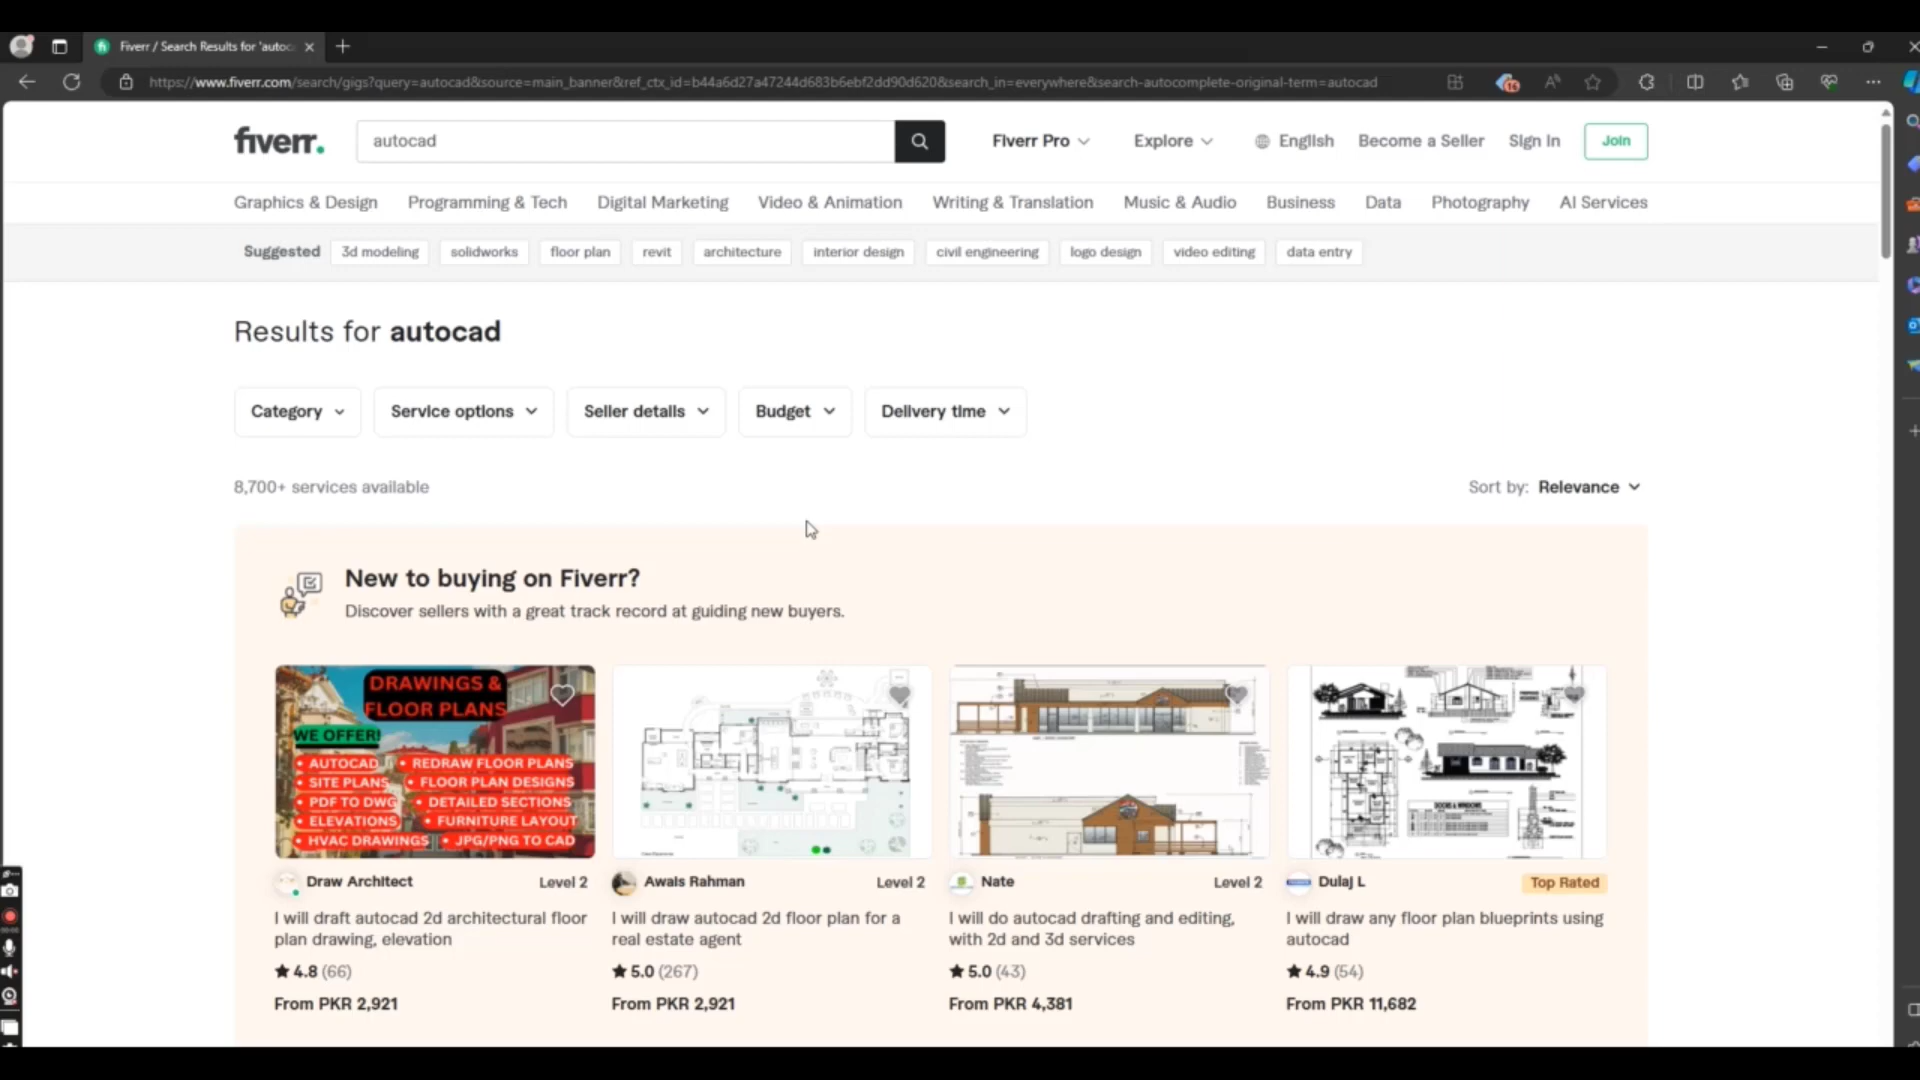 Fiverr / Search Results for 'autoc
https://www.fiverr.com/search/gigs?query=autocad&source=main_banner&ref_ctx_id=b44a6d27a47244d683b6ebf2dd90d620&search_in=everywhere&search-autocomplete-original-term=autocad
16
fiverr.
autocad
Fiverr Pro
Explore
English
Become a Seller
Sign In
Join
Graphics & Design
Programming & Tech
Digital Marketing
Video & Animation
Writing & Translation
Music & Audio
Business
Data
Photography
AI Services
Suggested
3d modeling
solidworks
floor plan
revit
architecture
interior design
civil engineering
logo design
video editing
data entry
Results for autocad
Category
Service options
Seller details
Budget
Delivery time
8,700+ services available
Sort by: Relevance
New to buying on Fiverr?
Discover sellers with a great track record at guiding new buyers.
DRAWINGS &
FLOOR PLANS
WE OFFER!
• AUTOCAD
• SITE PLANS
• PDF TO DWG
• ELEVATIONS
• HVAC DRAWINGS
• REDRAW FLOOR PLANS
• FLOOR PLAN DESIGNS
• DETAILED SECTIONS
• FURNITURE LAYOUT
• JPG/PNG TO CAD
DOORS & WINDOWS
Draw Architect
Level 2
I will draft autocad 2d architectural floor
plan drawing, elevation
4.8 (66)
From PKR 2,921
Awais Rahman
Level 2
I will draw autocad 2d floor plan for a
real estate agent
5.0 (267)
From PKR 2,921
Nate
Level 2
I will do autocad drafting and editing,
with 2d and 3d services
5.0 (43)
From PKR 4,381
Dulaj L
Top Rated
I will draw any floor plan blueprints using
autocad
4.9 (54)
From PKR 11,682